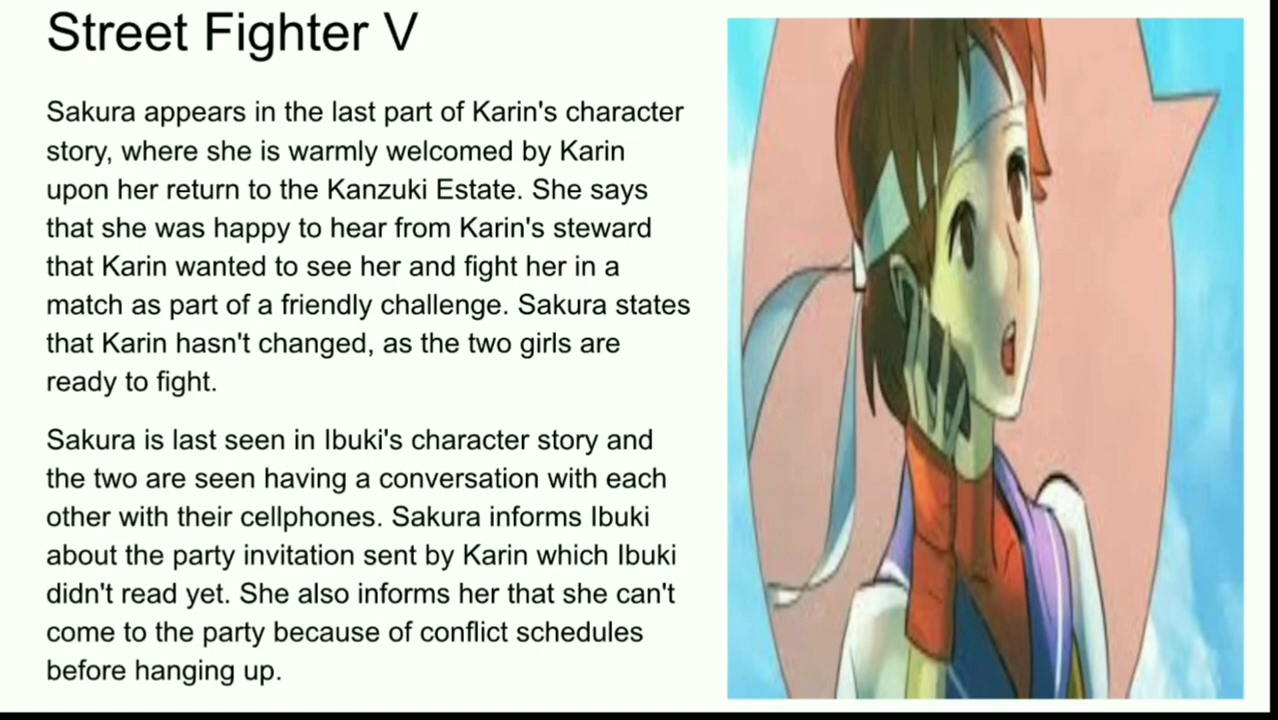 Street Fighter V
Sakura appears in the last part of Karin's character
story, where she is warmly welcomed by Karin
upon her return to the Kanzuki Estate. She says
that she was happy to hear from Karin's steward
that Karin wanted to see her and fight her in a
match as part of a friendly challenge. Sakura states
that Karin hasn't changed, as the two girls are
ready to fight.
Sakura is last seen in Ibuki's character story and
the two are seen having a conversation with each
other with their cellphones. Sakura informs Ibuki
about the party invitation sent by Karin which Ibuki
didn't read yet. She also informs her that she can't
come to the party because of conflict schedules
before hanging up.